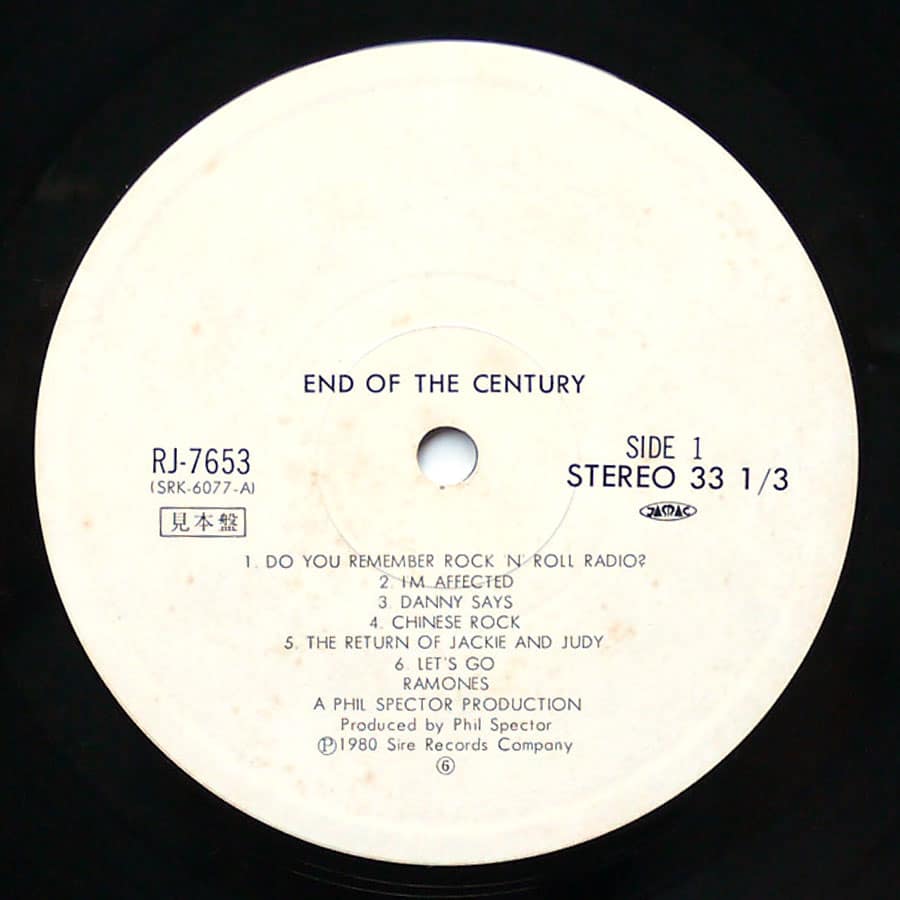 END OF THE CENTURY
RJ-7653
(SRK-6077-A)
見本盤
SIDE 1
STEREO 33 1/3
JASRAC
1. DO YOU REMEMBER ROCK 'N' ROLL RADIO?
2. I'M AFFECTED
3. DANNY SAYS
4. CHINESE ROCK
5. THE RETURN OF JACKIE AND JUDY
6. LET'S GO
RAMONES
A PHIL SPECTOR PRODUCTION
Produced by Phil Spector
Ⓟ1980 Sire Records Company
⑥